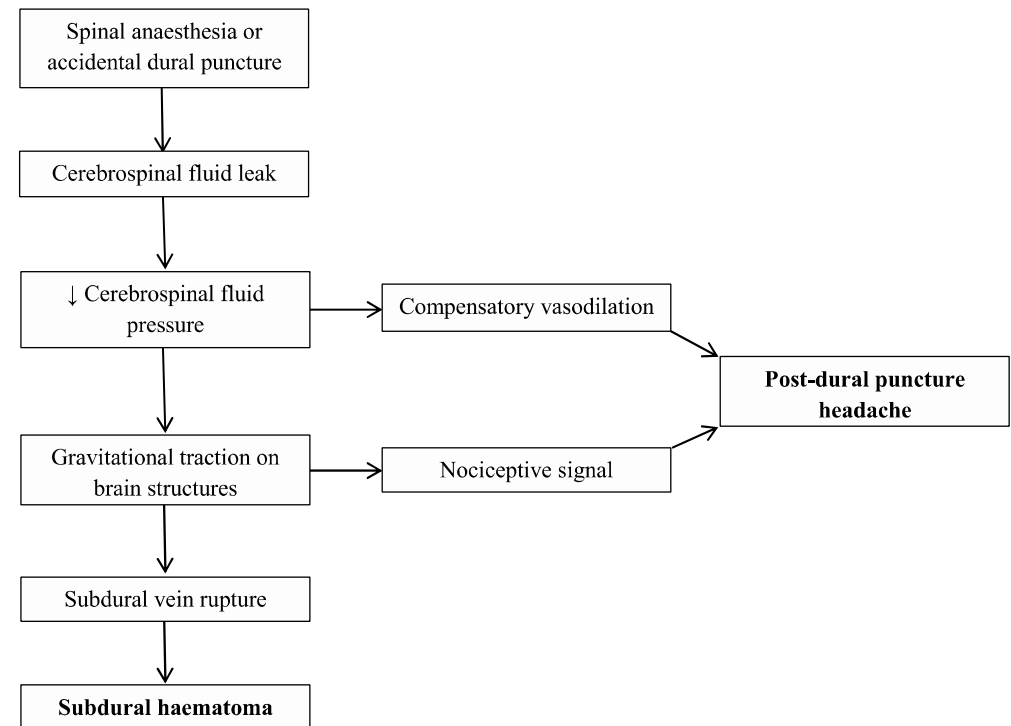 Spinal anaesthesia or
accidental dural puncture
Cerebrospinal fluid leak
↓ Cerebrospinal fluid
pressure
Compensatory vasodilation
Post-dural puncture
headache
Gravitational traction on
brain structures
Nociceptive signal
Subdural vein rupture
Subdural haematoma